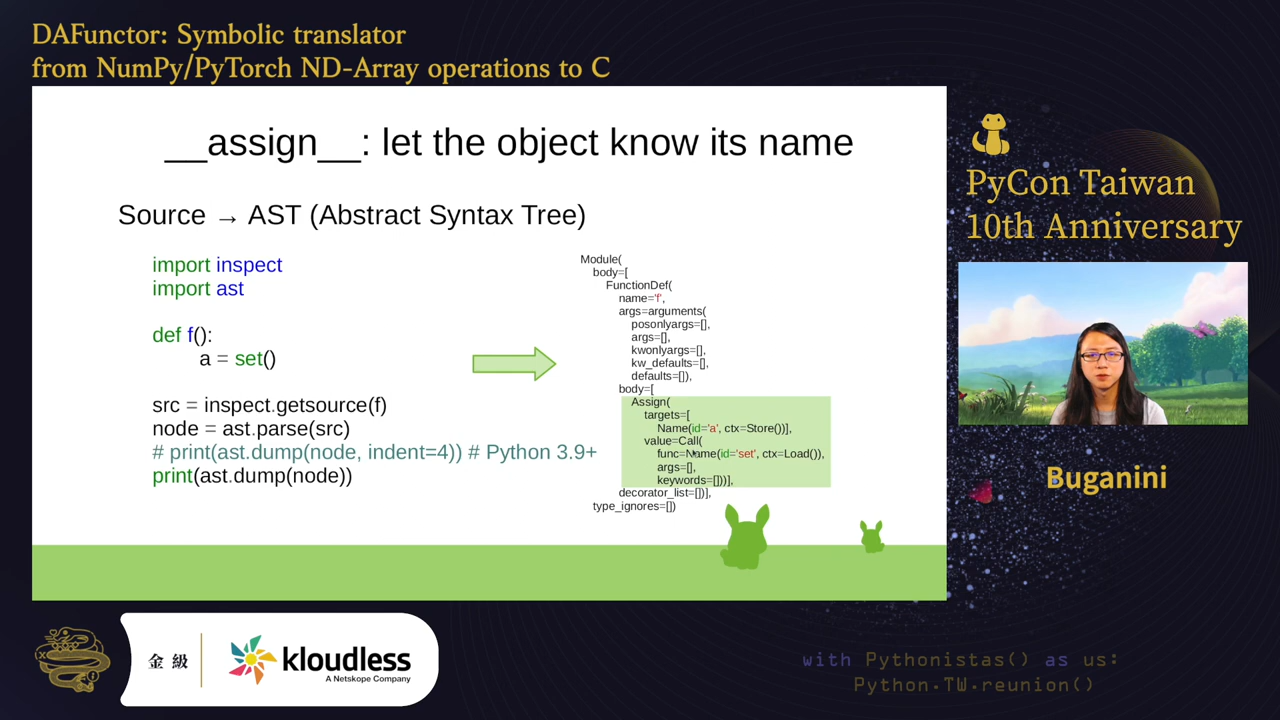 DAFunctor: Symbolic translator
from NumPy/PyTorch ND-Array operations to C
__assign__: let the object know its name
Source → AST (Abstract Syntax Tree)
import inspect
import ast
def f():
a = set()
src = inspect.getsource(f)
node = ast.parse(src)
# print(ast.dump(node, indent=4)) # Python 3.9+
print(ast.dump(node))
Module(
body=[
FunctionDef(
name='f',
args=arguments(
posonlyargs=[],
args=[],
kwonlyargs=[],
kw_defaults=[],
defaults=[]),
body=[
Assign(
targets=[
Name(id='a', ctx=Store())],
value=Call(
func=Name(id='set', ctx=Load()),
args=[],
keywords=[]))],
decorator_list=[])],
type_ignores=[])
PyCon Taiwan
10th Anniversary
Buganini
金級
kloudless
A Netskope Company
with Pythonistas() as us:
Python.TW.reunion()